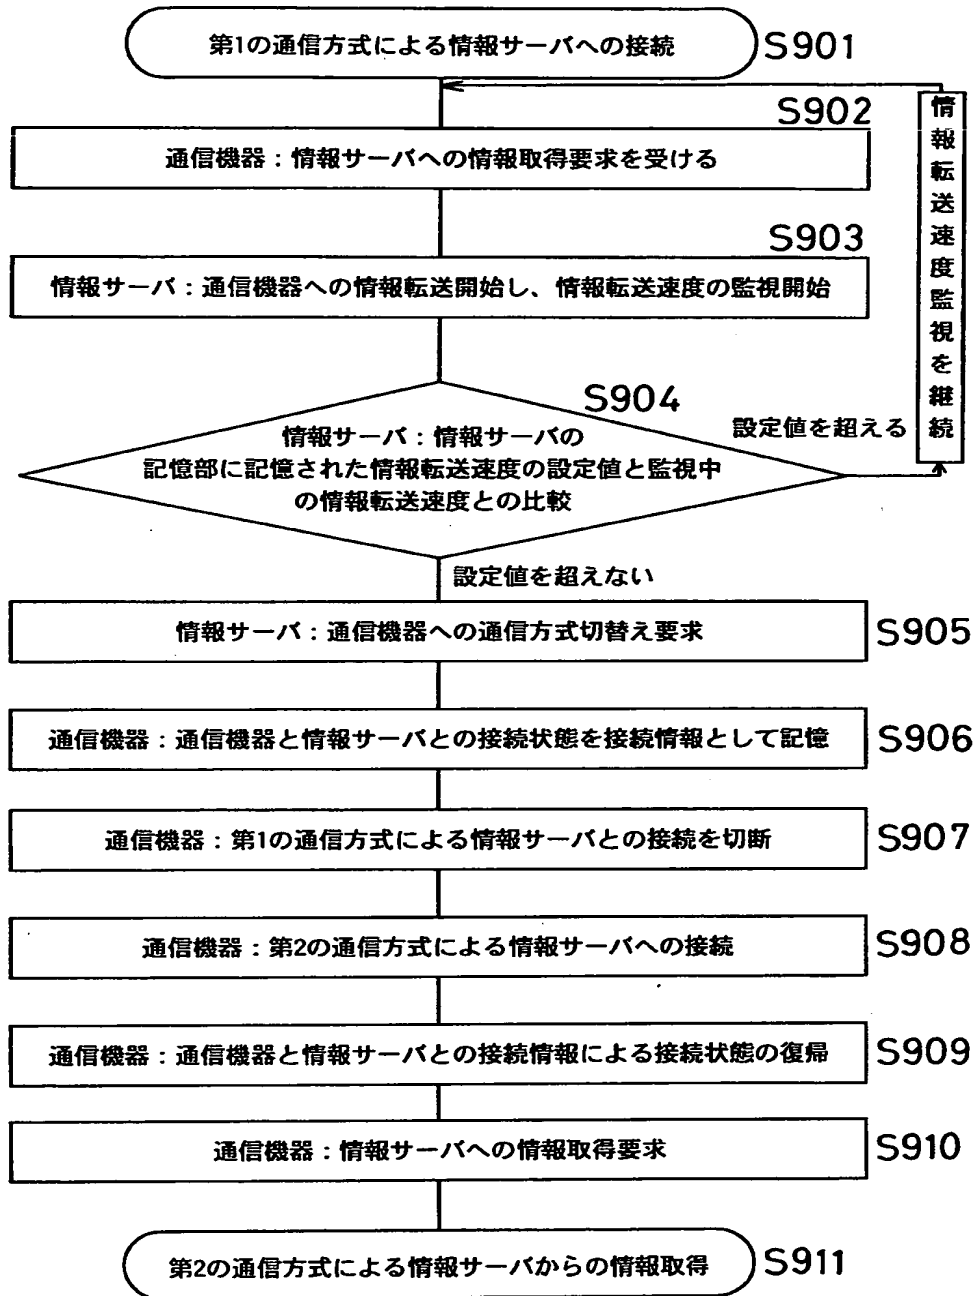 第1の通信方式による情報サーバへの接続
S901
S902
通信機器：情報サーバへの情報取得要求を受ける
S903
情報サーバ：通信機器への情報転送開始し、情報転送速度の監視開始
情報転送速度監視を継続
S904
情報サーバ：情報サーバの
記憶部に記憶された情報転送速度の設定値と監視中
の情報転送速度との比較
設定値を超える
設定値を超えない
情報サーバ：通信機器への通信方式切替え要求
S905
通信機器：通信機器と情報サーバとの接続状態を接続情報として記憶
S906
通信機器：第1の通信方式による情報サーバとの接続を切断
S907
通信機器：第2の通信方式による情報サーバへの接続
S908
通信機器：通信機器と情報サーバとの接続情報による接続状態の復帰
S909
通信機器：情報サーバへの情報取得要求
S910
第2の通信方式による情報サーバからの情報取得
S911